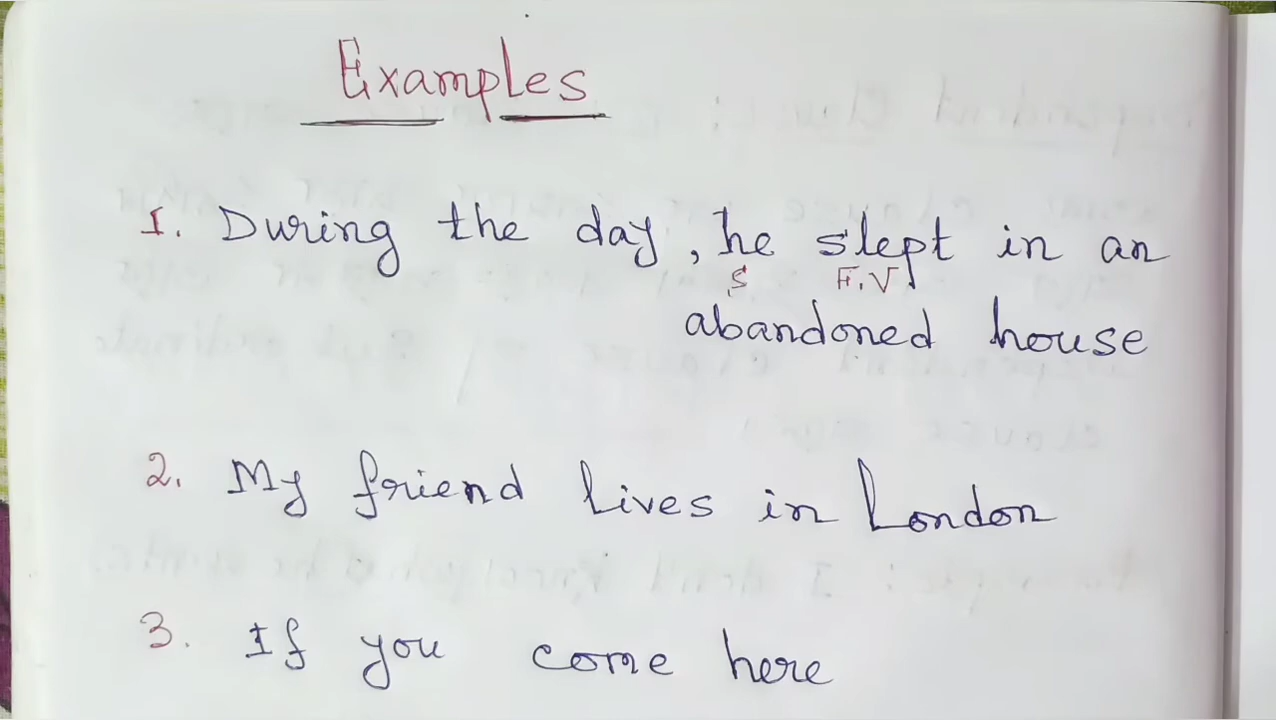 Examples
1. During the day, he slept in an
S F.V
abandoned house
2. My friend lives in London
3. If you come here